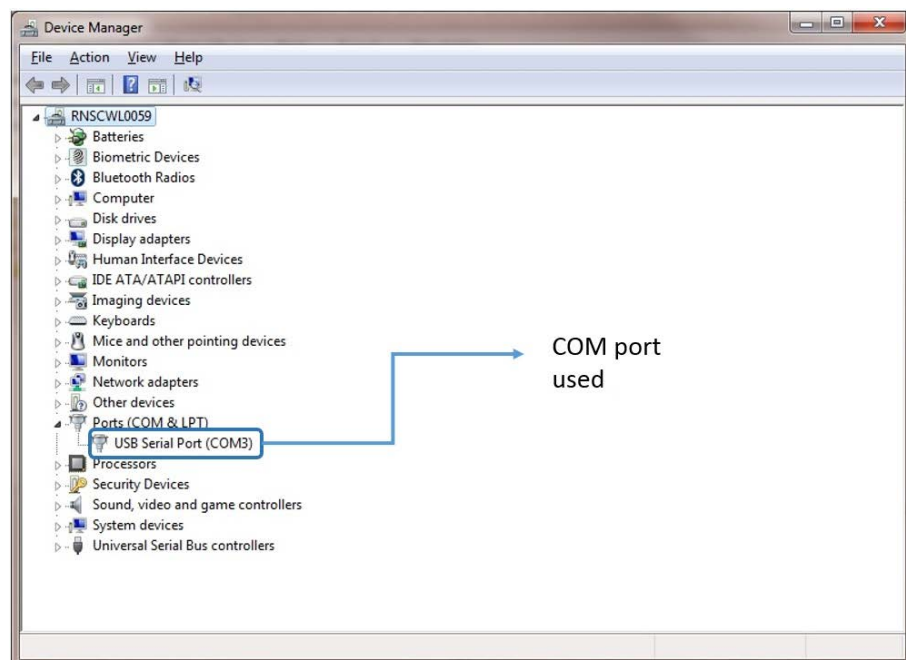 Device Manager
File Action View Help
RNSCWL0059
Batteries
Biometric Devices
Bluetooth Radios
Computer
Disk drives
Display adapters
Human Interface Devices
IDE ATA/ATAPI controllers
Imaging devices
Keyboards
Mice and other pointing devices
Monitors
Network adapters
Other devices
Ports (COM & LPT)
USB Serial Port (COM3)
Processors
Security Devices
Sound, video and game controllers
System devices
Universal Serial Bus controllers
COM port
used